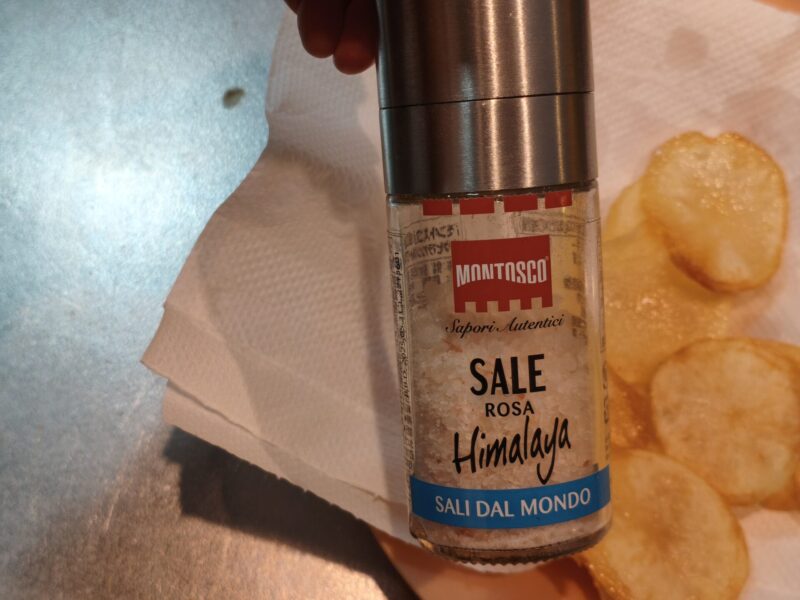 MONTOSCO
Sapori Autentici
SALE
ROSA
Himalaya
SALI DAL MONDO